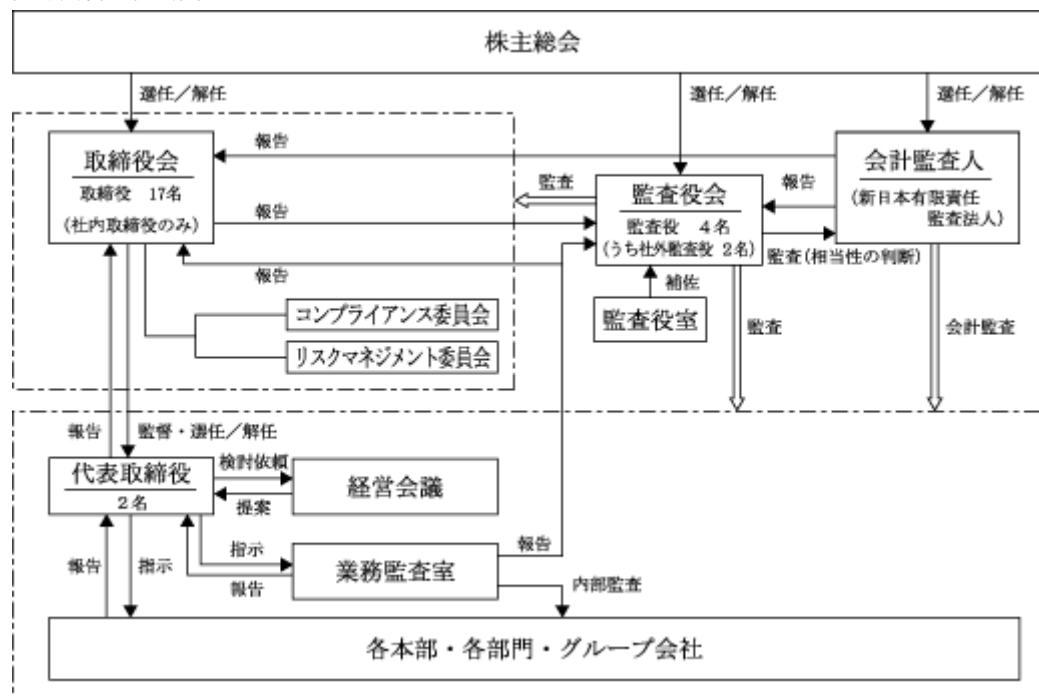 株主総会
選任／解任
選任／解任
選任／解任
取締役会
取締役 17名
(社内取締役のみ)
報告
監査
監査役会
監査役 4名
(うち社外監査役 2名)
報告
会計監査人
(新日本有限責任
監査法人)
報告
報告
監査(相当性の判断)
補佐
監査役室
監査
会計監査
コンプライアンス委員会
リスクマネジメント委員会
報告
監督・選任／解任
代表取締役
2名
検討依頼
提案
経営会議
指示
報告
業務監査室
報告
内部監査
報告
指示
各本部・各部門・グループ会社